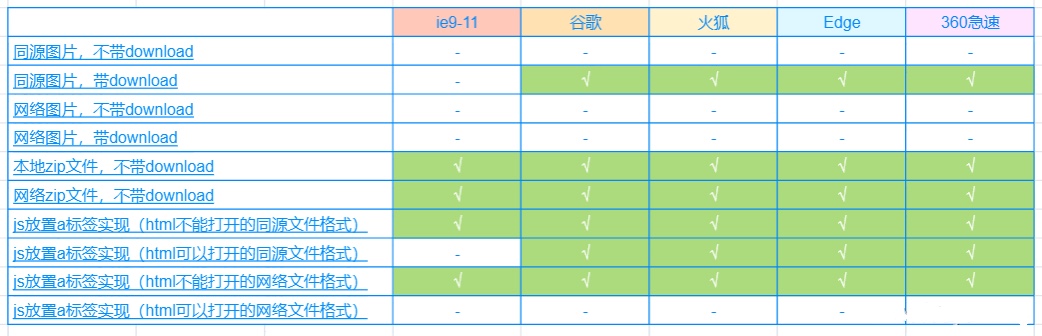 ie9-11 谷歌 火狐 Edge 360急速
同源图片，不带download - - - - -
同源图片，带download - √ √ √ √
网络图片，不带download - - - - -
网络图片，带download - - - - -
本地zip文件，不带download √ √ √ √ √
网络zip文件，不带download √ √ √ √ √
js放置a标签实现（html不能打开的同源文件格式） √ √ √ √ √
js放置a标签实现（html可以打开的同源文件格式） - √ √ √ √
js放置a标签实现（html不能打开的网络文件格式） √ √ √ √ √
js放置a标签实现（html可以打开的网络文件格式） - - - - -